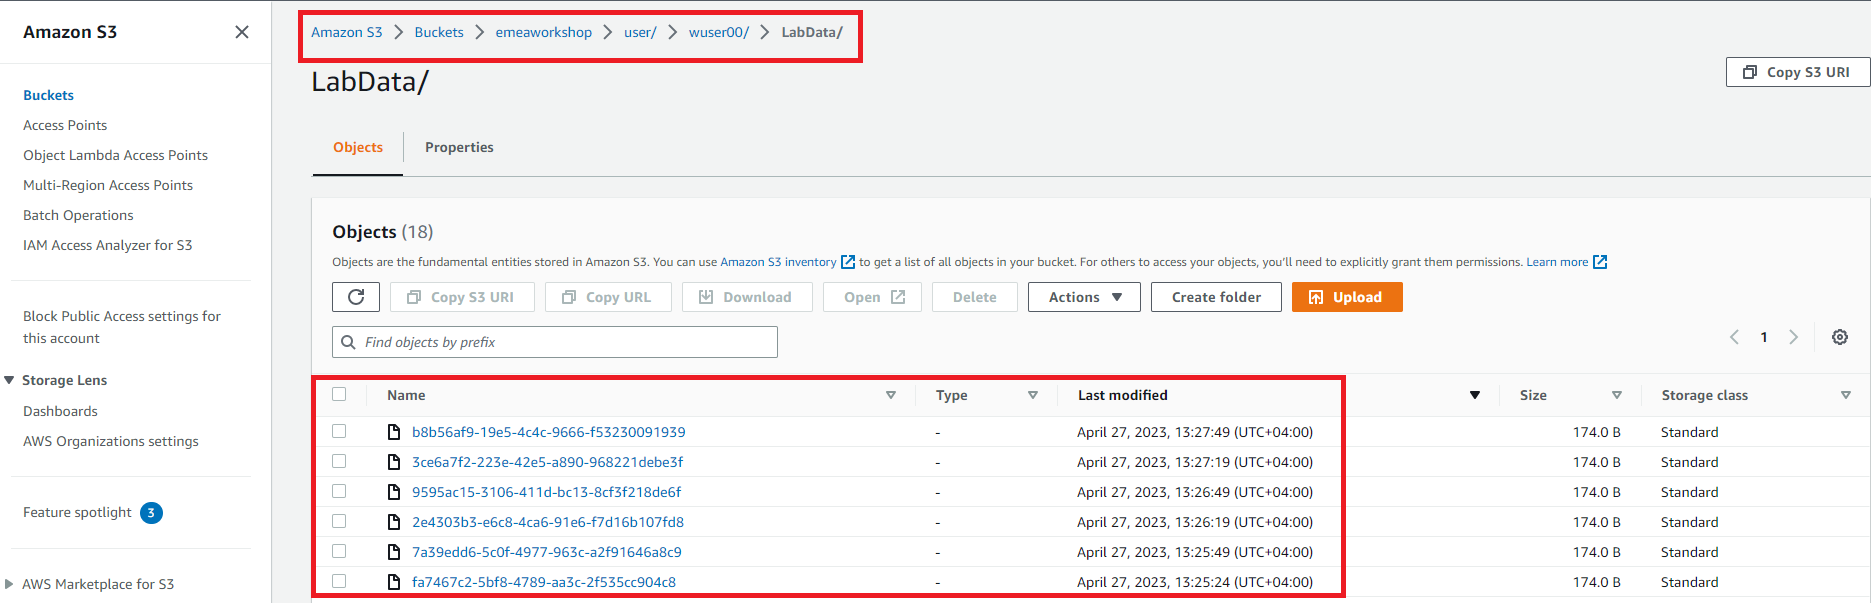 Amazon S3
Buckets
Access Points
Object Lambda Access Points
Multi-Region Access Points
Batch Operations
IAM Access Analyzer for S3
Block Public Access settings for
this account
Storage Lens
Dashboards
AWS Organizations settings
Feature spotlight 3
AWS Marketplace for S3
Amazon S3 Buckets emeaworkshop user/ wuser00/ LabData/
LabData/
Copy S3 URI
Objects Properties
Objects (18)
Objects are the fundamental entities stored in Amazon S3. You can use Amazon S3 inventory to get a list of all objects in your bucket. For others to access your objects, you'll need to explicitly grant them permissions. Learn more
Copy S3 URI Copy URL Download Open Delete Actions Create folder Upload
Find objects by prefix
1
Name Type Last modified Size Storage class
b8b56af9-19e5-4c4c-9666-f53230091939 - April 27, 2023, 13:27:49 (UTC+04:00) 174.0 B Standard
3ce6a7f2-223e-42e5-a890-968221debe3f - April 27, 2023, 13:27:19 (UTC+04:00) 174.0 B Standard
9595ac15-3106-411d-bc13-8cf3f218de6f - April 27, 2023, 13:26:49 (UTC+04:00) 174.0 B Standard
2e4303b3-e6c8-4ca6-91e6-f7d16b107fd8 - April 27, 2023, 13:26:19 (UTC+04:00) 174.0 B Standard
7a39edd6-5c0f-4977-963c-a2f91646a8c9 - April 27, 2023, 13:25:49 (UTC+04:00) 174.0 B Standard
fa7467c2-5bf8-4789-aa3c-2f535cc904c8 - April 27, 2023, 13:25:24 (UTC+04:00) 174.0 B Standard